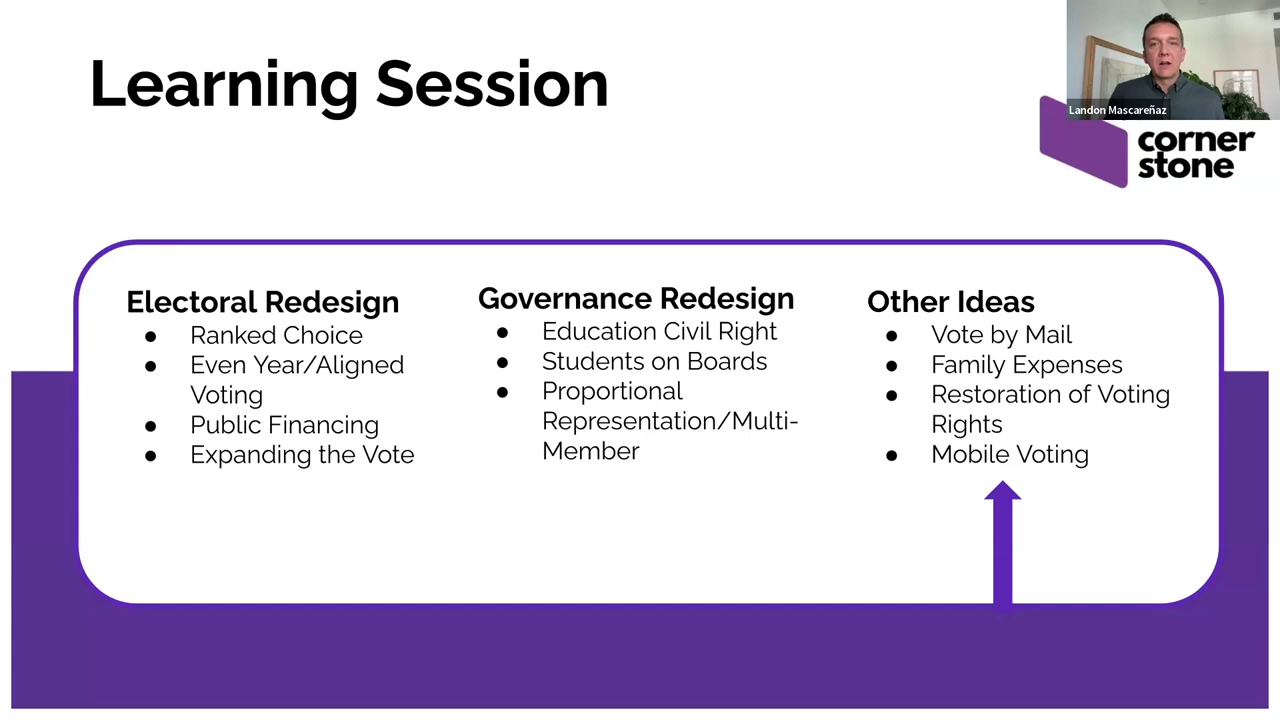 Learning Session
Landon Mascareñaz
corner
stone
Electoral Redesign
● Ranked Choice
● Even Year/Aligned
Voting
● Public Financing
● Expanding the Vote
Governance Redesign
● Education Civil Right
● Students on Boards
● Proportional
Representation/Multi-
Member
Other Ideas
● Vote by Mail
● Family Expenses
● Restoration of Voting
Rights
● Mobile Voting